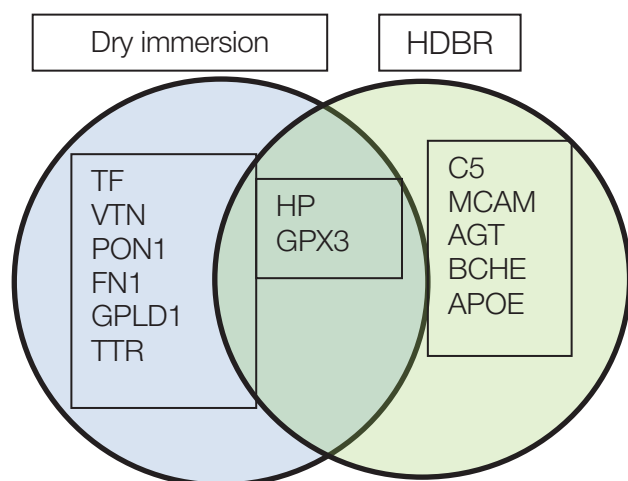 Dry immersion
HDBR
TF
VTN
PON1
FN1
GPLD1
TTR
HP
GPX3
C5
MCAM
AGT
BCHE
APOE